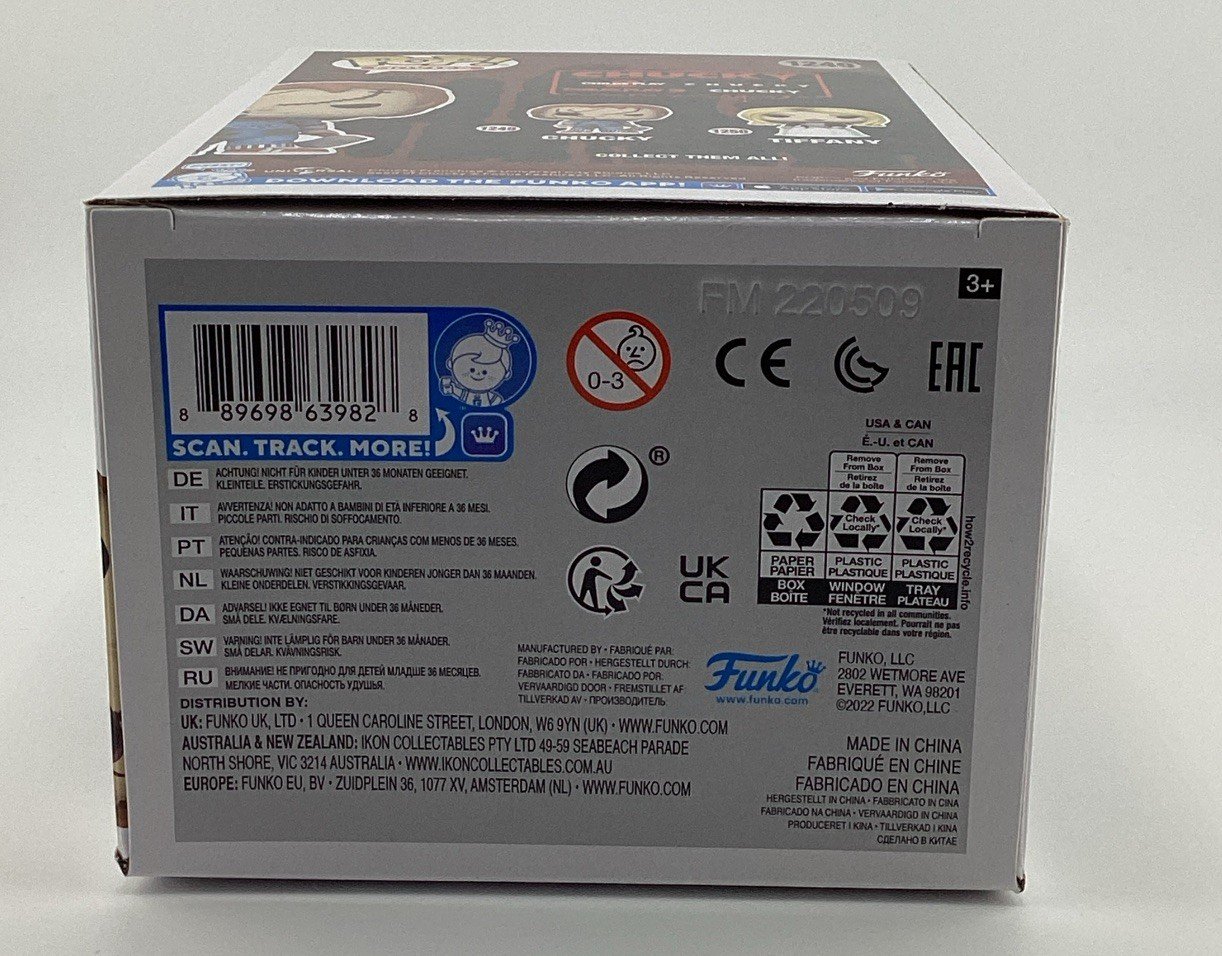 CHUCKY
CHUCKY
CHUCKY
TIFFANY
COLLECT THEM ALL!
Funko
DOWNLOAD THE FUNKO APP!
RM 220509
3+
8 89698 63982 8
SCAN. TRACK. MORE!
0-3
CE
EAC
USA & CAN
É.-U. et CAN
Remove From Box
Retirez de la boîte
Remove From Box
Retirez de la boîte
Check Locally*
Check Locally*
PAPER
PAPIER
PLASTIC
PLASTIQUE
PLASTIC
PLASTIQUE
BOX
BOÎTE
WINDOW
FENÊTRE
TRAY
PLATEAU
how2recycle.info
*Not recycled in all communities.
Vérifiez localement. Pourrait ne pas
être recyclable dans votre région.
®
UK
CA
DE ACHTUNG! NICHT FÜR KINDER UNTER 36 MONATEN GEEIGNET.
KLEINTEILE. ERSTICKUNGSGEFAHR.
IT AVVERTENZA! NON ADATTO A BAMBINI DI ETÀ INFERIORE A 36 MESI.
PICCOLE PARTI. RISCHIO DI SOFFOCAMENTO.
PT ATENÇÃO! CONTRA-INDICADO PARA CRIANÇAS COM MENOS DE 36 MESES.
PEQUENAS PARTES. RISCO DE ASFIXIA.
NL WAARSCHUWING! NIET GESCHIKT VOOR KINDEREN JONGER DAN 36 MAANDEN.
KLEINE ONDERDELEN. VERSTIKKINGSGEVAAR.
DA ADVARSEL! IKKE EGNET TIL BØRN UNDER 36 MÅNEDER.
SMÅ DELE. KVÆLNINGSFARE.
SW VARNING! INTE LÄMPLIG FÖR BARN UNDER 36 MÅNADER.
SMÅ DELAR. KVÄVNINGSRISK.
RU ВНИМАНИЕ! НЕ ПРИГОДНО ДЛЯ ДЕТЕЙ МЛАДШЕ 36 МЕСЯЦЕВ.
МЕЛКИЕ ЧАСТИ. ОПАСНОСТЬ УДУШЬЯ.
MANUFACTURED BY • FABRIQUÉ PAR
FABRICADO POR • HERGESTELLT DURCH:
FABRICATO DA • FABRICADO POR.
VERVAARDIGD DOOR • FREMSTILLET AF
TILLVERKAD AV • ПРОИЗВОДИТЕЛЬ:
Funko
www.funko.com
FUNKO, LLC
2802 WETMORE AVE
EVERETT, WA 98201
©2022 FUNKO,LLC
DISTRIBUTION BY:
UK: FUNKO UK, LTD • 1 QUEEN CAROLINE STREET, LONDON, W6 9YN (UK) • WWW.FUNKO.COM
AUSTRALIA & NEW ZEALAND: IKON COLLECTABLES PTY LTD 49-59 SEABEACH PARADE
NORTH SHORE, VIC 3214 AUSTRALIA • WWW.IKONCOLLECTABLES.COM.AU
EUROPE: FUNKO EU, BV • ZUIDPLEIN 36, 1077 XV, AMSTERDAM (NL) • WWW.FUNKO.COM
MADE IN CHINA
FABRIQUÉ EN CHINE
FABRICADO EN CHINA
HERGESTELLT IN CHINA • FABBRICATO IN CINA
FABRICADO NA CHINA • VERVAARDIGD IN CHINA
PRODUCERET I KINA • TILLVERKAD I KINA
СДЕЛАНО В КИТАЕ